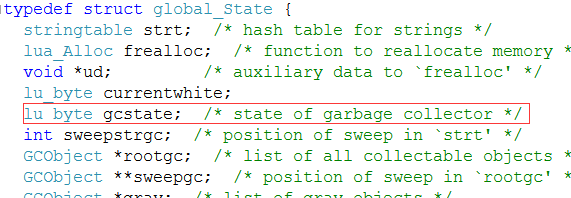 typedef struct global_State {
stringtable strt;  /* hash table for strings */
lua_Alloc frealloc;  /* function to reallocate memory *
void *ud;         /* auxiliary data to `frealloc' */
lu_byte currentwhite;
lu_byte gcstate;  /* state of garbage collector */
int sweepstrgc;  /* position of sweep in `strt' */
GCObject *rootgc;  /* list of all collectable objects *
GCObject **sweepgc;  /* position of sweep in `rootgc' *
GCObject *gray;  /* list of gray objects */